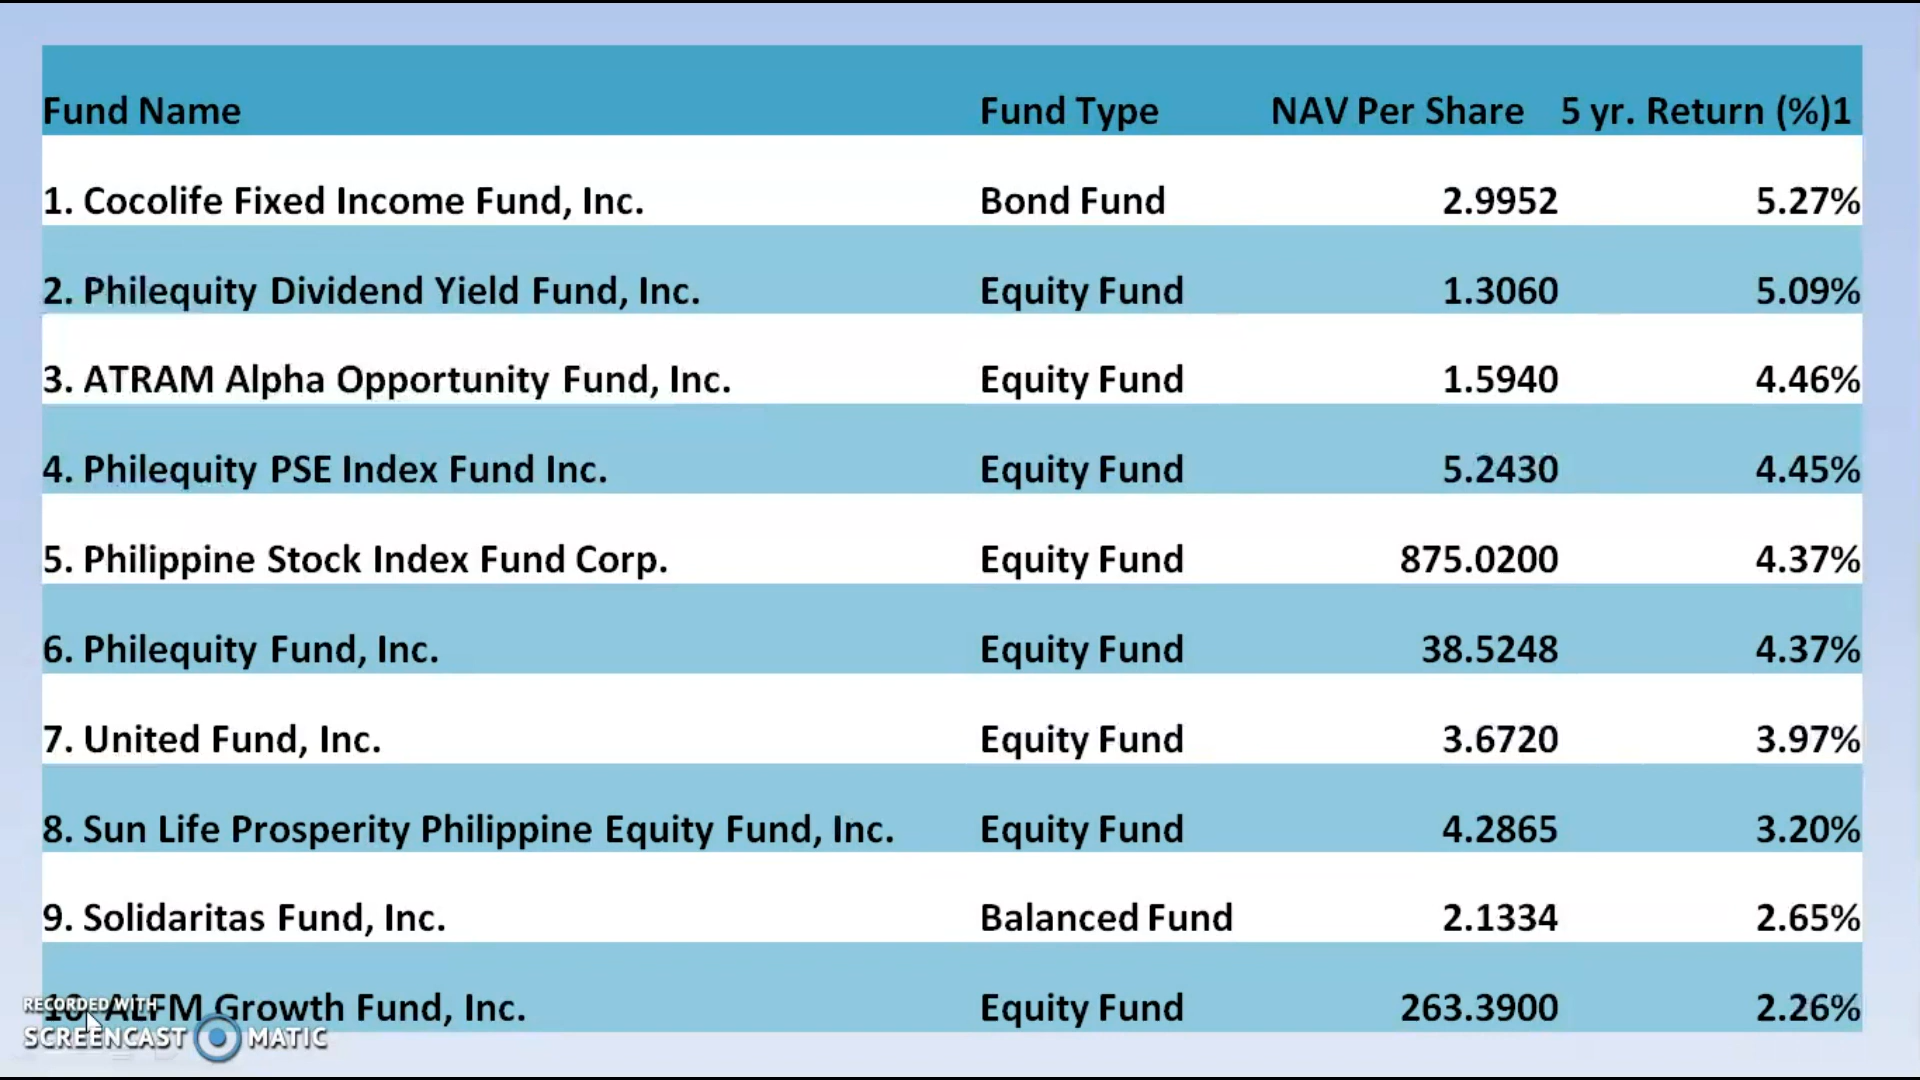 Fund Name Fund Type NAV Per Share 5 yr. Return (%)1
1. Cocolife Fixed Income Fund, Inc. Bond Fund 2.9952 5.27%
2. Philequity Dividend Yield Fund, Inc. Equity Fund 1.3060 5.09%
3. ATRAM Alpha Opportunity Fund, Inc. Equity Fund 1.5940 4.46%
4. Philequity PSE Index Fund Inc. Equity Fund 5.2430 4.45%
5. Philippine Stock Index Fund Corp. Equity Fund 875.0200 4.37%
6. Philequity Fund, Inc. Equity Fund 38.5248 4.37%
7. United Fund, Inc. Equity Fund 3.6720 3.97%
8. Sun Life Prosperity Philippine Equity Fund, Inc. Equity Fund 4.2865 3.20%
9. Solidaritas Fund, Inc. Balanced Fund 2.1334 2.65%
10. ALFM Growth Fund, Inc. Equity Fund 263.3900 2.26%
RECORDED WITH
SCREENCAST MATIC